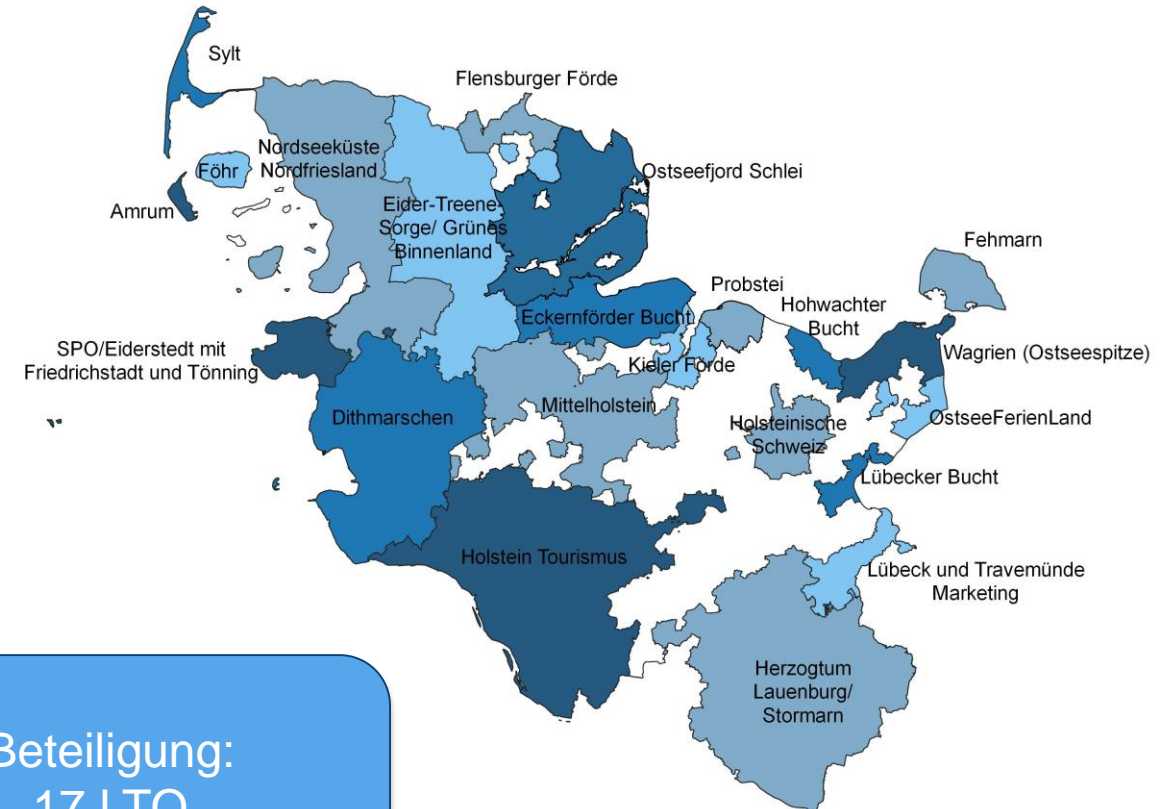 Sylt
Flensburger Förde
Nordseeküste
Nordfriesland
Föhr
Ostseefjord Schlei
Amrum
Eider-Treene-
Sorge/ Grünes
Binnenland
Fehmarn
Probstei
Hohwachter
Bucht
Eckernförder Bucht
SPO/Eiderstedt mit
Friedrichstadt und Tönning
Wagrien (Ostseespitze)
Kieler Förde
Mittelholstein
Dithmarschen
Holsteinische
Schweiz
OstseeFerienLand
Lübecker Bucht
Holstein Tourismus
Lübeck und Travemünde
Marketing
Herzogtum
Lauenburg/
Stormarn
Beteiligung:
17 LTO